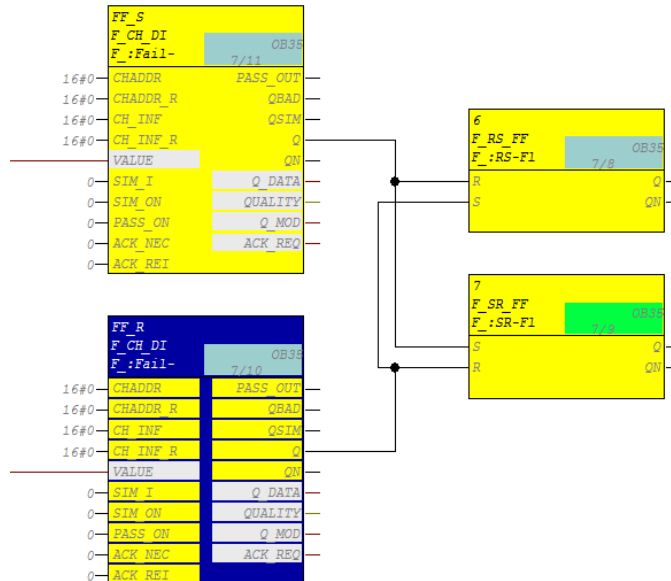 FF_S
F_CH_DI
F_:Fail-
OB35
7/11
16#0 CHADDR PASS_OUT
16#0 CHADDR_R QBAD
16#0 CH_INF QSIM
16#0 CH_INF_R Q
VALUE QN
0 SIM_I Q_DATA
0 SIM_ON QUALITY
0 PASS_ON Q_MOD
0 ACK_NEC ACK_REQ
0 ACK_REI
6
F_RS_FF
F_:RS-Fl
OB35
7/8
R Q
S QN
7
F_SR_FF
F_:SR-Fl
OB35
7/9
S Q
R QN
FF_R
F_CH_DI
F_:Fail-
OB35
7/10
16#0 CHADDR PASS_OUT
16#0 CHADDR_R QBAD
16#0 CH_INF QSIM
16#0 CH_INF_R Q
VALUE QN
0 SIM_I Q_DATA
0 SIM_ON QUALITY
0 PASS_ON Q_MOD
0 ACK_NEC ACK_REQ
0 ACK_REI